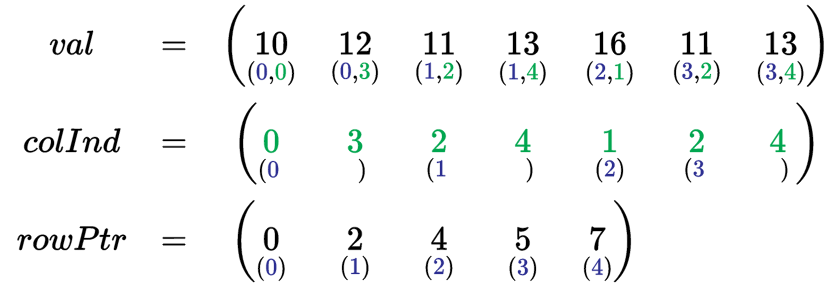 val = ( 10 12 11 13 16 11 13 )
(0,0) (0,3) (1,2) (1,4) (2,1) (3,2) (3,4)
colInd = ( 0 3 2 4 1 2 4 )
(0 ) (1 ) (2) (3 )
rowPtr = ( 0 2 4 5 7 )
(0) (1) (2) (3) (4)